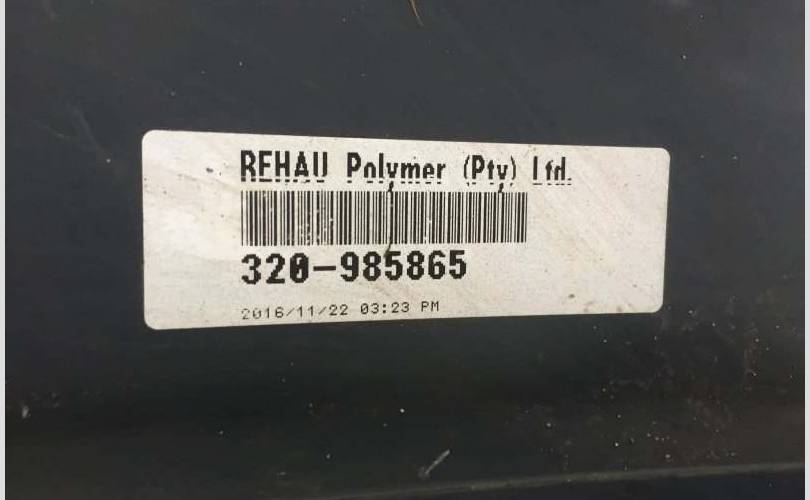 REHAU Polymer (Pty) Ltd.
320-985865
2016/11/22 03:23 PM